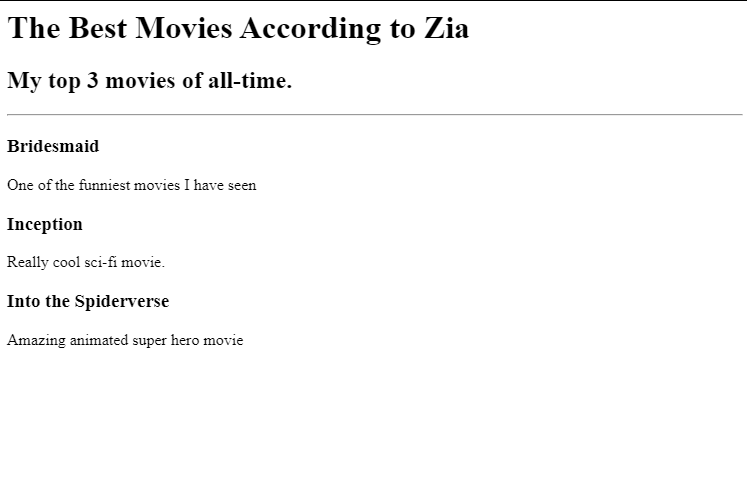 The Best Movies According to Zia
My top 3 movies of all-time.
Bridesmaid
One of the funniest movies I have seen
Inception
Really cool sci-fi movie.
Into the Spiderverse
Amazing animated super hero movie